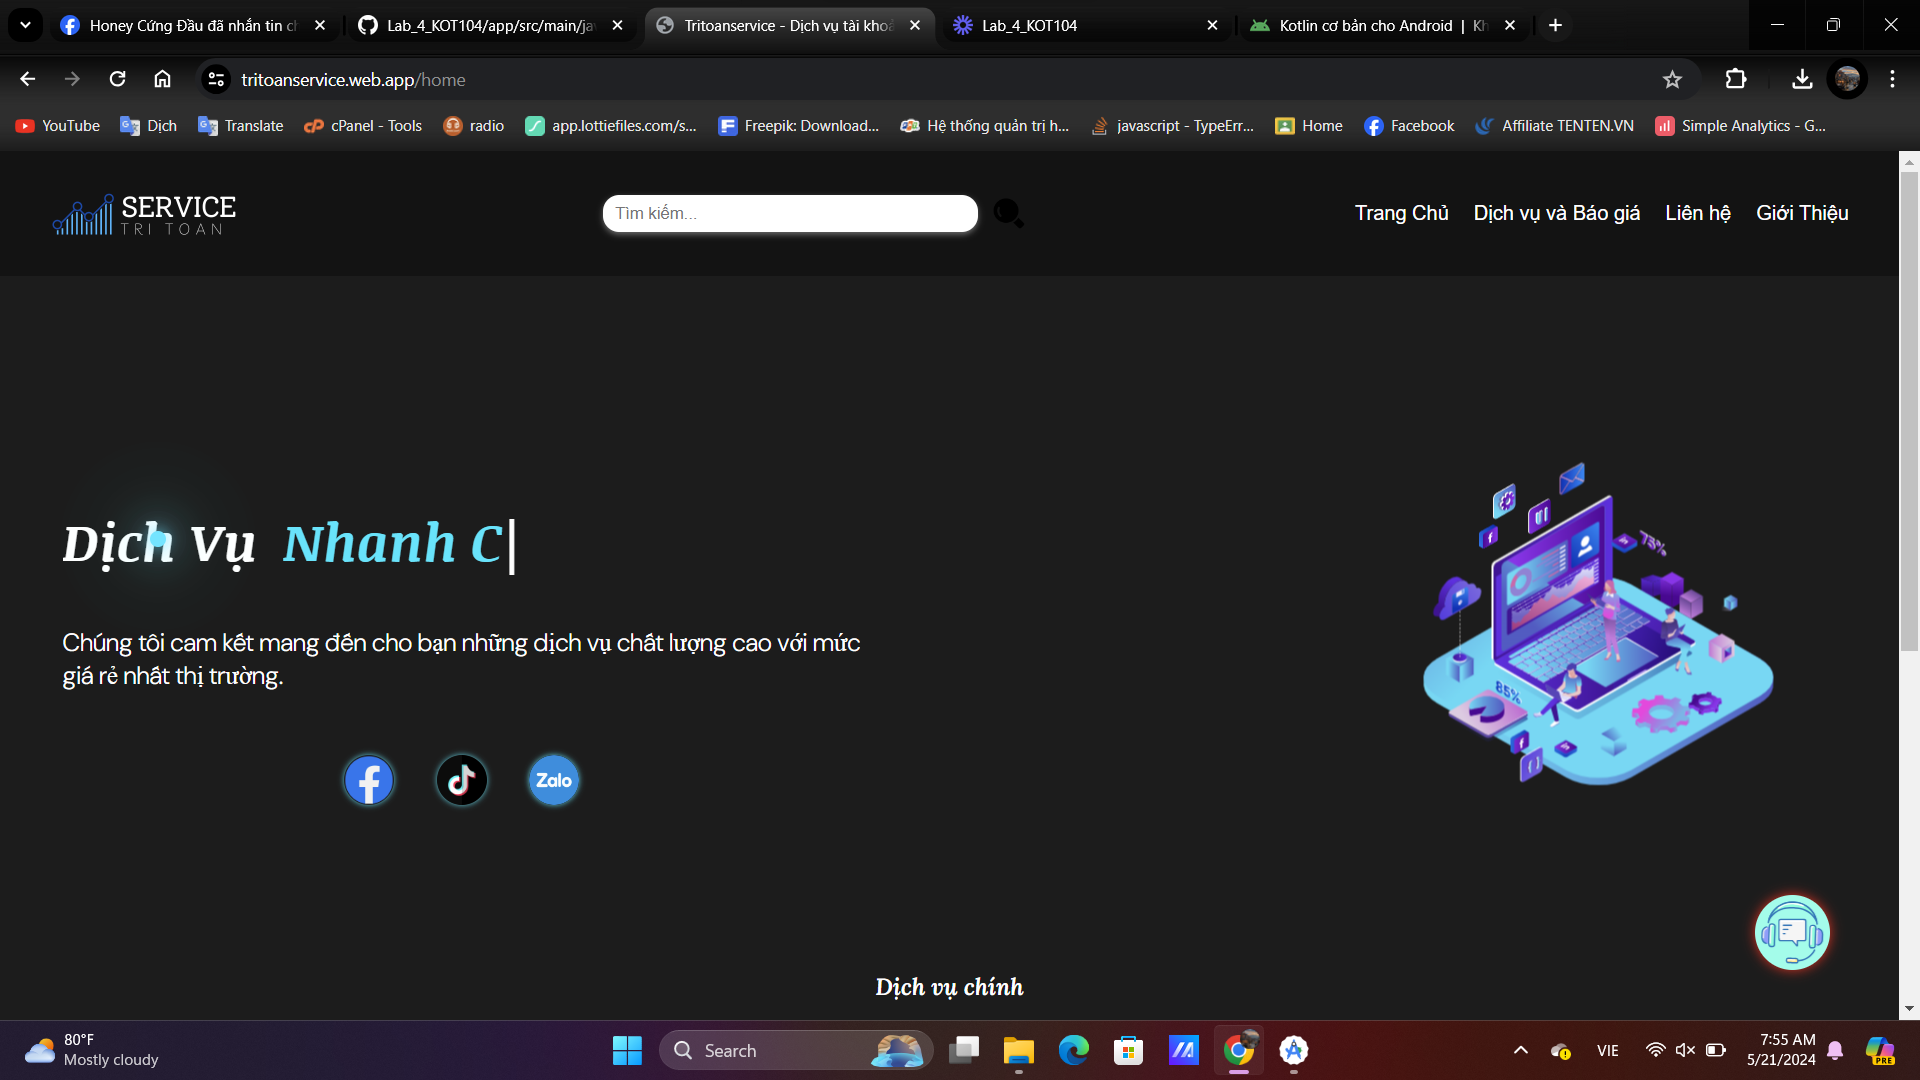 Honey Cứng Đầu đã nhắn tin ch
Lab_4_KOT104/app/src/main/ja
Tritoanservice - Dịch vụ tài khoả
Lab_4_KOT104
Kotlin cơ bản cho Android | Kh
tritoanservice.web.app/home
YouTube
Dịch
Translate
cPanel - Tools
radio
app.lottiefiles.com/s...
Freepik: Download...
Hệ thống quản trị h...
javascript - TypeErr...
Home
Facebook
Affiliate TENTEN.VN
Simple Analytics - G...
SERVICE
TRI TOAN
Tìm kiếm...
Trang Chủ
Dịch vụ và Báo giá
Liên hệ
Giới Thiệu
Dịch Vụ Nhanh C|
Chúng tôi cam kết mang đến cho bạn những dịch vụ chất lượng cao với mức
giá rẻ nhất thị trường.
Zalo
75%
85%
Dịch vụ chính
80°F
Mostly cloudy
Search
VIE
7:55 AM
5/21/2024
PRE